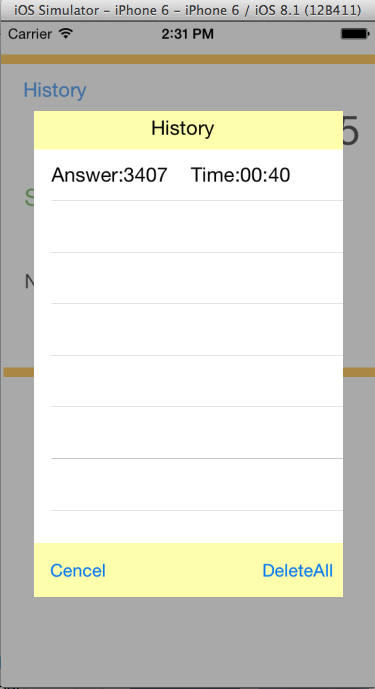 iOS Simulator - iPhone 6 - iPhone 6 / iOS 8.1 (12B411)
Carrier 2:31 PM
History
5
History
Answer:3407 Time:00:40
S
N
Cencel DeleteAll